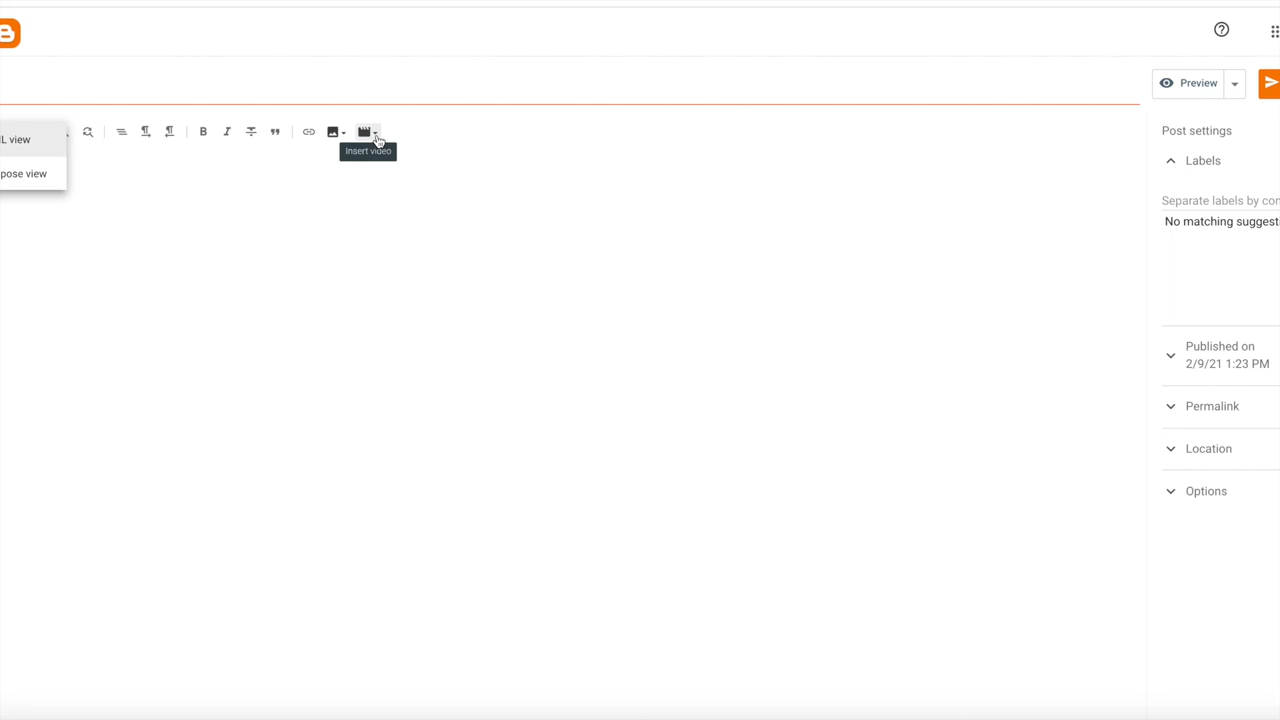 Preview
L view
B
I
Insert video
pose view
Post settings
Labels
Separate labels by con
No matching suggest
Published on
2/9/21 1:23 PM
Permalink
Location
Options